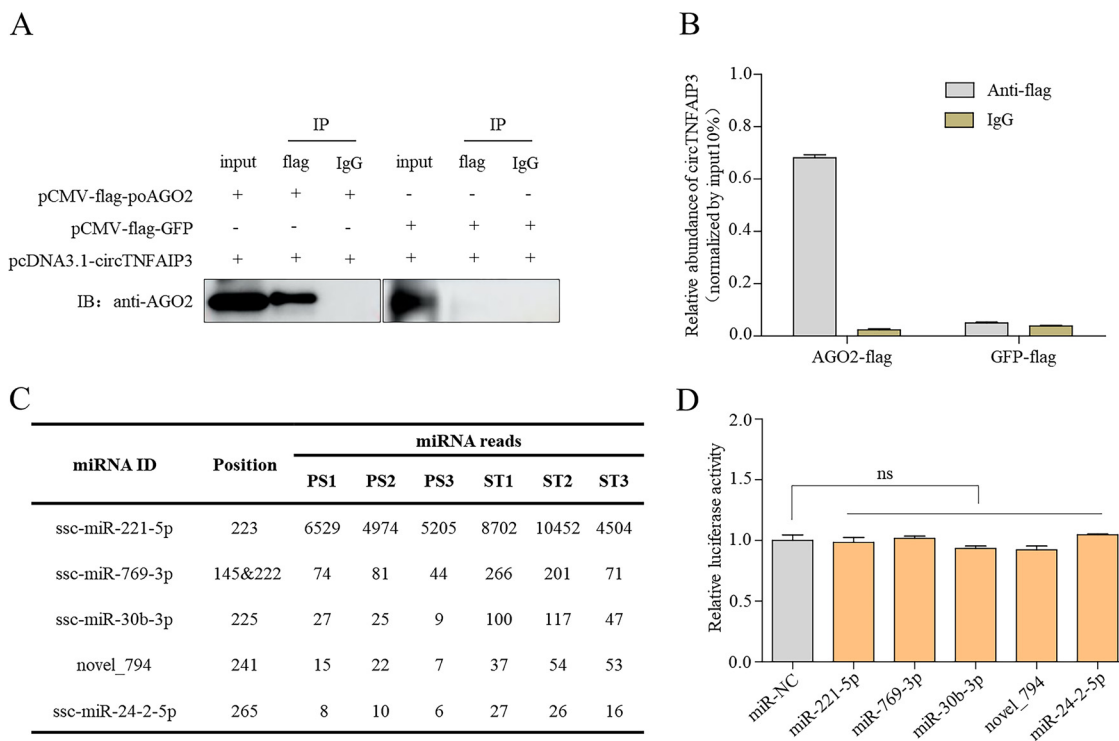 A
IP IP
input flag IgG input flag IgG
pCMV-flag-poAGO2 + + + - - -
pCMV-flag-GFP - - - + + +
pcDNA3.1-circTNFAIP3 + + + + + +
IB: anti-AGO2
B
Relative abundance of circTNFAIP3
(normalized by input10%)
1.0
0.8
0.6
0.4
0.2
0.0
Anti-flag
IgG
AGO2-flag GFP-flag
C
miRNA ID Position miRNA reads
PS1 PS2 PS3 ST1 ST2 ST3
ssc-miR-221-5p 223 6529 4974 5205 8702 10452 4504
ssc-miR-769-3p 145&222 74 81 44 266 201 71
ssc-miR-30b-3p 225 27 25 9 100 117 47
novel_794 241 15 22 7 37 54 53
ssc-miR-24-2-5p 265 8 10 6 27 26 16
D
Relative luciferase activity
2.0
1.5
1.0
0.5
0.0
ns
miR-NC miR-221-5p miR-769-3p miR-30b-3p novel_794 miR-24-2-5p